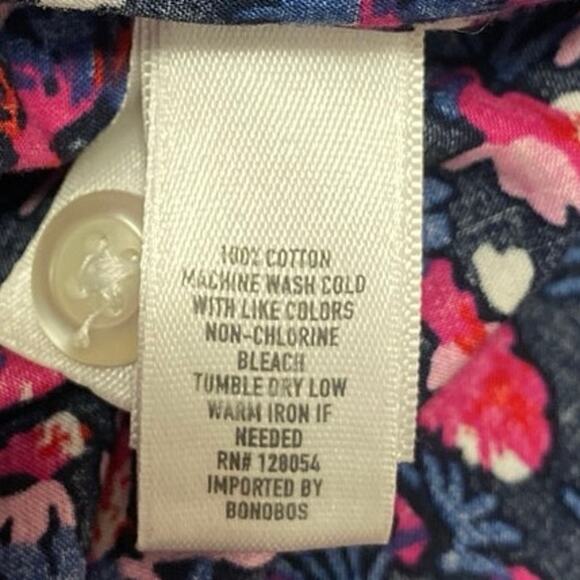 100% COTTON
MACHINE WASH COLD
WITH LIKE COLORS
NON-CHLORINE
BLEACH
TUMBLE DRY LOW
WARM IRON IF
NEEDED
RN# 128054
IMPORTED BY
BONOBOS